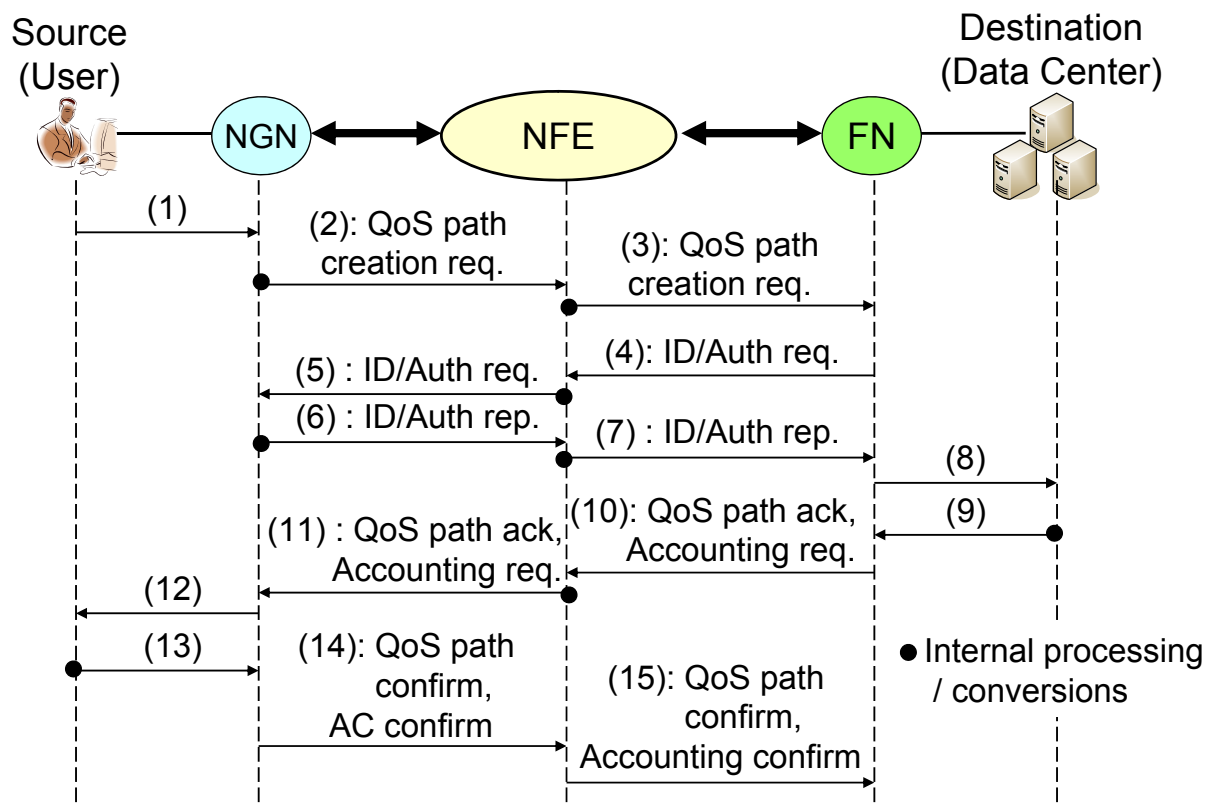 Source
(User)
Destination
(Data Center)
NGN
NFE
FN
(1)
(2): QoS path
creation req.
(3): QoS path
creation req.
(4): ID/Auth req.
(5) : ID/Auth req.
(6) : ID/Auth rep.
(7) : ID/Auth rep.
(8)
(9)
(10): QoS path ack,
Accounting req.
(11) : QoS path ack,
Accounting req.
(12)
(13)
(14): QoS path
confirm,
AC confirm
(15): QoS path
confirm,
Accounting confirm
Internal processing
/ conversions